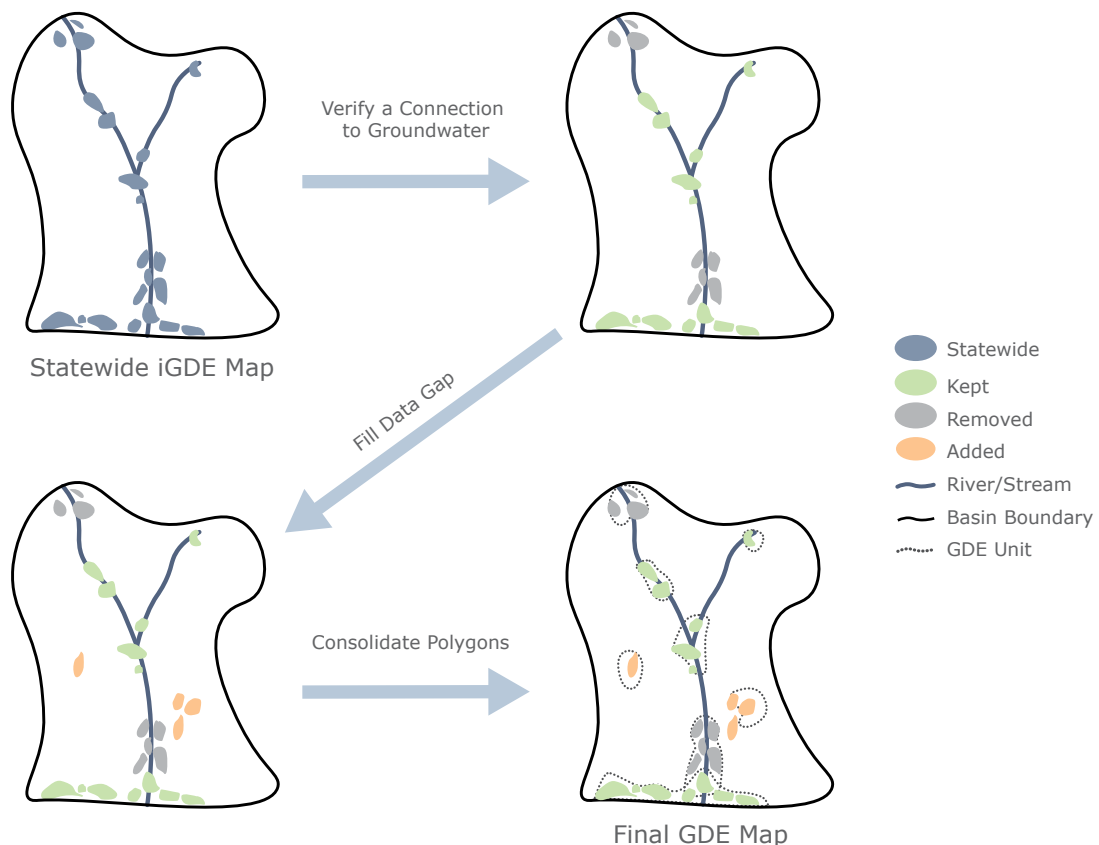 Verify a Connection
to Groundwater
Statewide iGDE Map
Fill Data Gap
Consolidate Polygons
Final GDE Map
Statewide
Kept
Removed
Added
River/Stream
Basin Boundary
GDE Unit